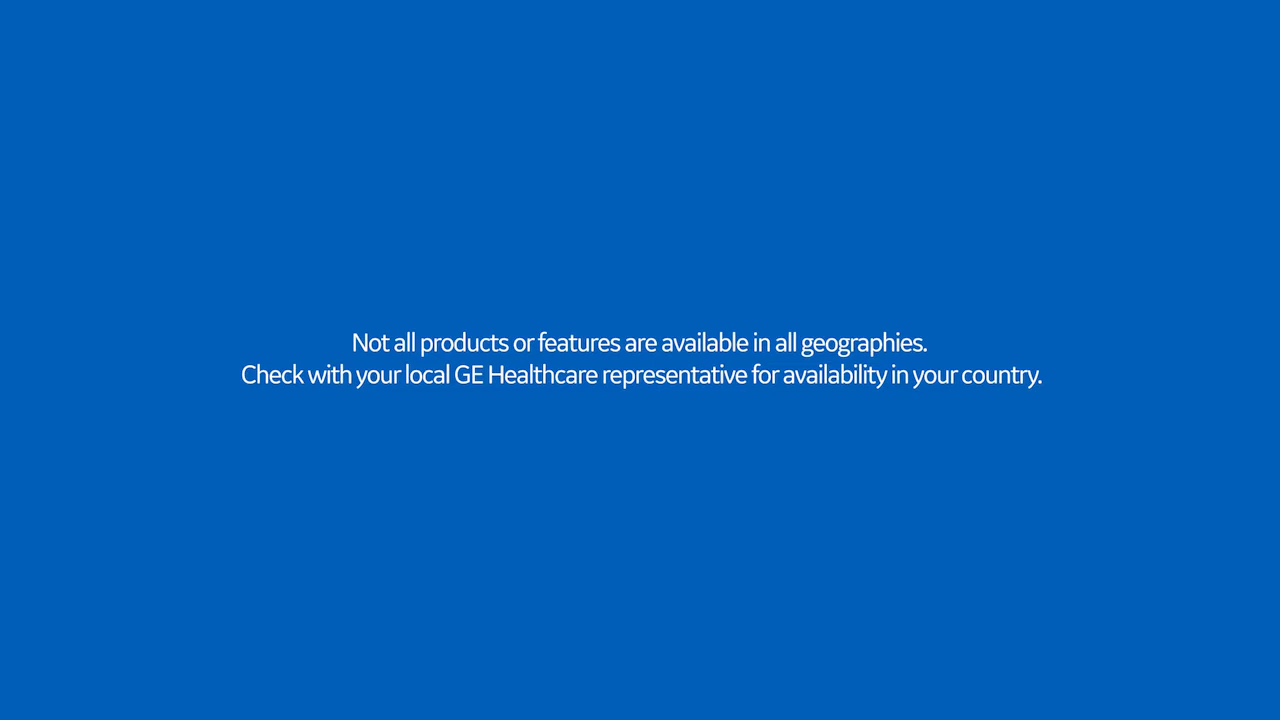 Not all products or features are available in all geographies.
Check with your local GE Healthcare representative for availability in your country.